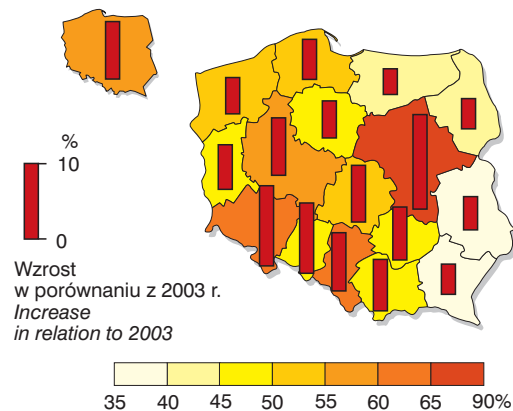 %
10
0
Wzrost
w porównaniu z 2003 r.
Increase
in relation to 2003
35 40 45 50 55 60 65 90%